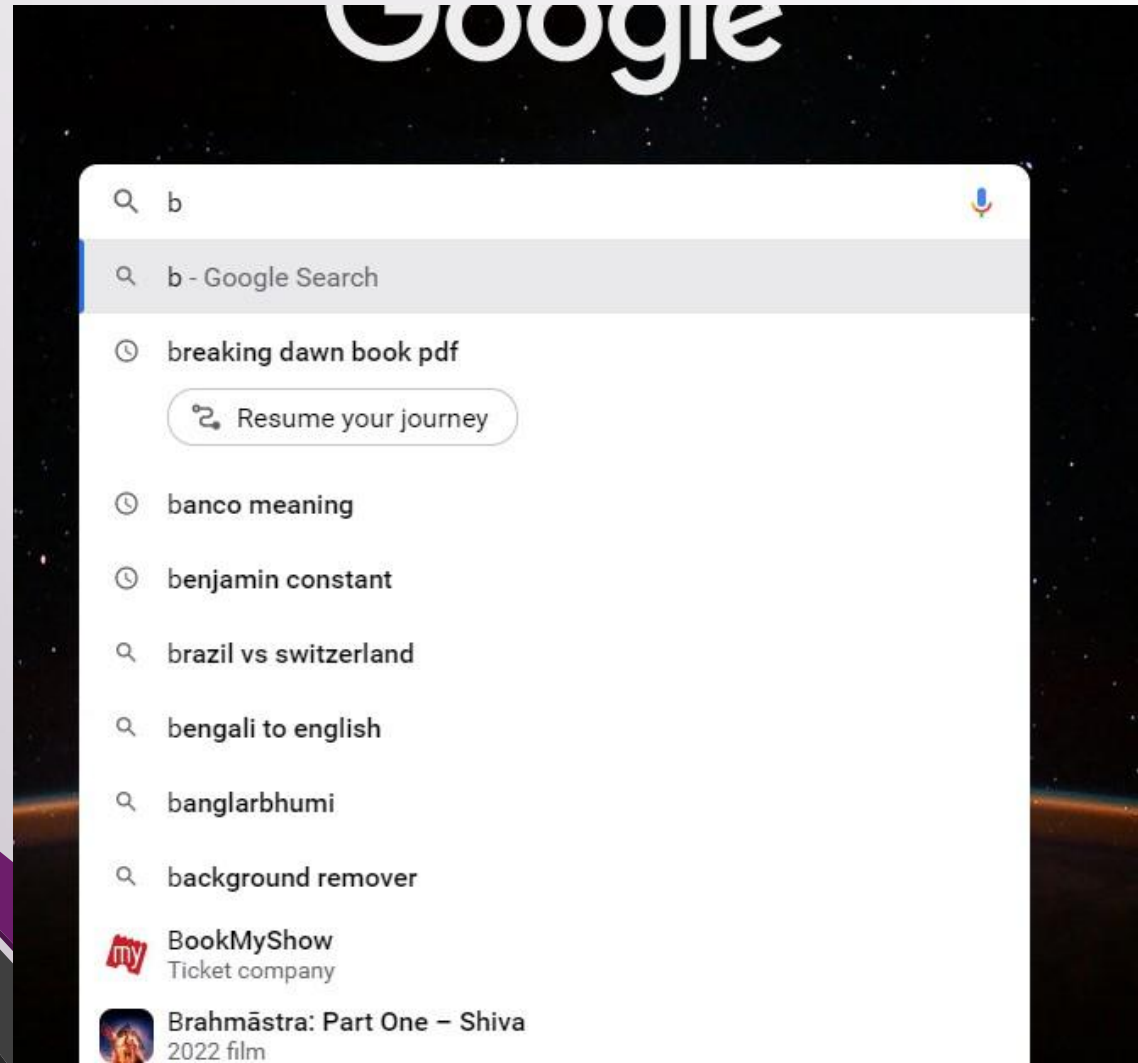 Google
b
b - Google Search
breaking dawn book pdf
Resume your journey
banco meaning
benjamin constant
brazil vs switzerland
bengali to english
banglarbhumi
background remover
my
BookMyShow
Ticket company
Brahmāstra: Part One – Shiva
2022 film